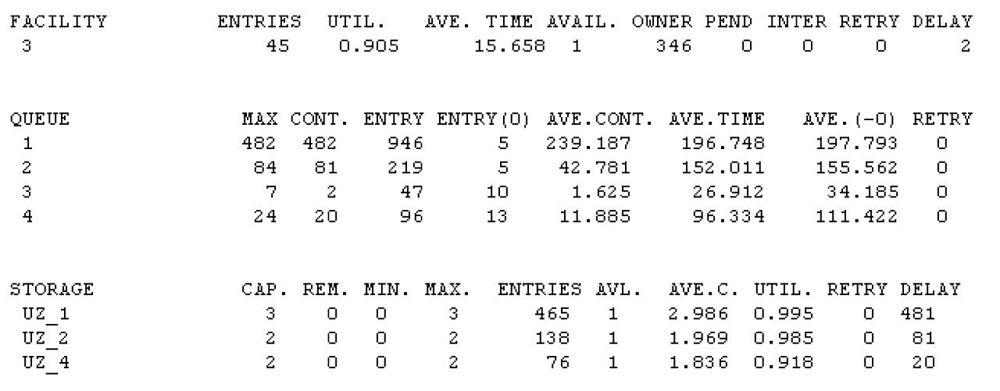 FACILITY ENTRIES UTIL. AVE. TIME AVAIL. OWNER PEND INTER RETRY DELAY
3 45 0.905 15.658 1 346 0 0 0 2
QUEUE MAX CONT. ENTRY ENTRY(0) AVE.CONT. AVE.TIME AVE.(-0) RETRY
1 482 482 946 5 239.187 196.748 197.793 0
2 84 81 219 5 42.781 152.011 155.562 0
3 7 2 47 10 1.625 26.912 34.185 0
4 24 20 96 13 11.885 96.334 111.422 0
STORAGE CAP. REM. MIN. MAX. ENTRIES AVL. AVE.C. UTIL. RETRY DELAY
UZ_1 3 0 0 3 465 1 2.986 0.995 0 481
UZ_2 2 0 0 2 138 1 1.969 0.985 0 81
UZ_4 2 0 0 2 76 1 1.836 0.918 0 20